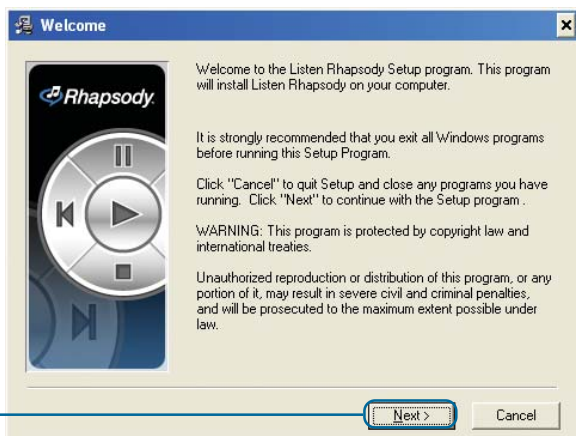 Welcome
Rhapsody.
Welcome to the Listen Rhapsody Setup program. This program
will install Listen Rhapsody on your computer.
It is strongly recommended that you exit all Windows programs
before running this Setup Program.
Click "Cancel" to quit Setup and close any programs you have
running. Click "Next" to continue with the Setup program .
WARNING: This program is protected by copyright law and
international treaties.
Unauthorized reproduction or distribution of this program, or any
portion of it, may result in severe civil and criminal penalties,
and will be prosecuted to the maximum extent possible under
law.
Next >
Cancel